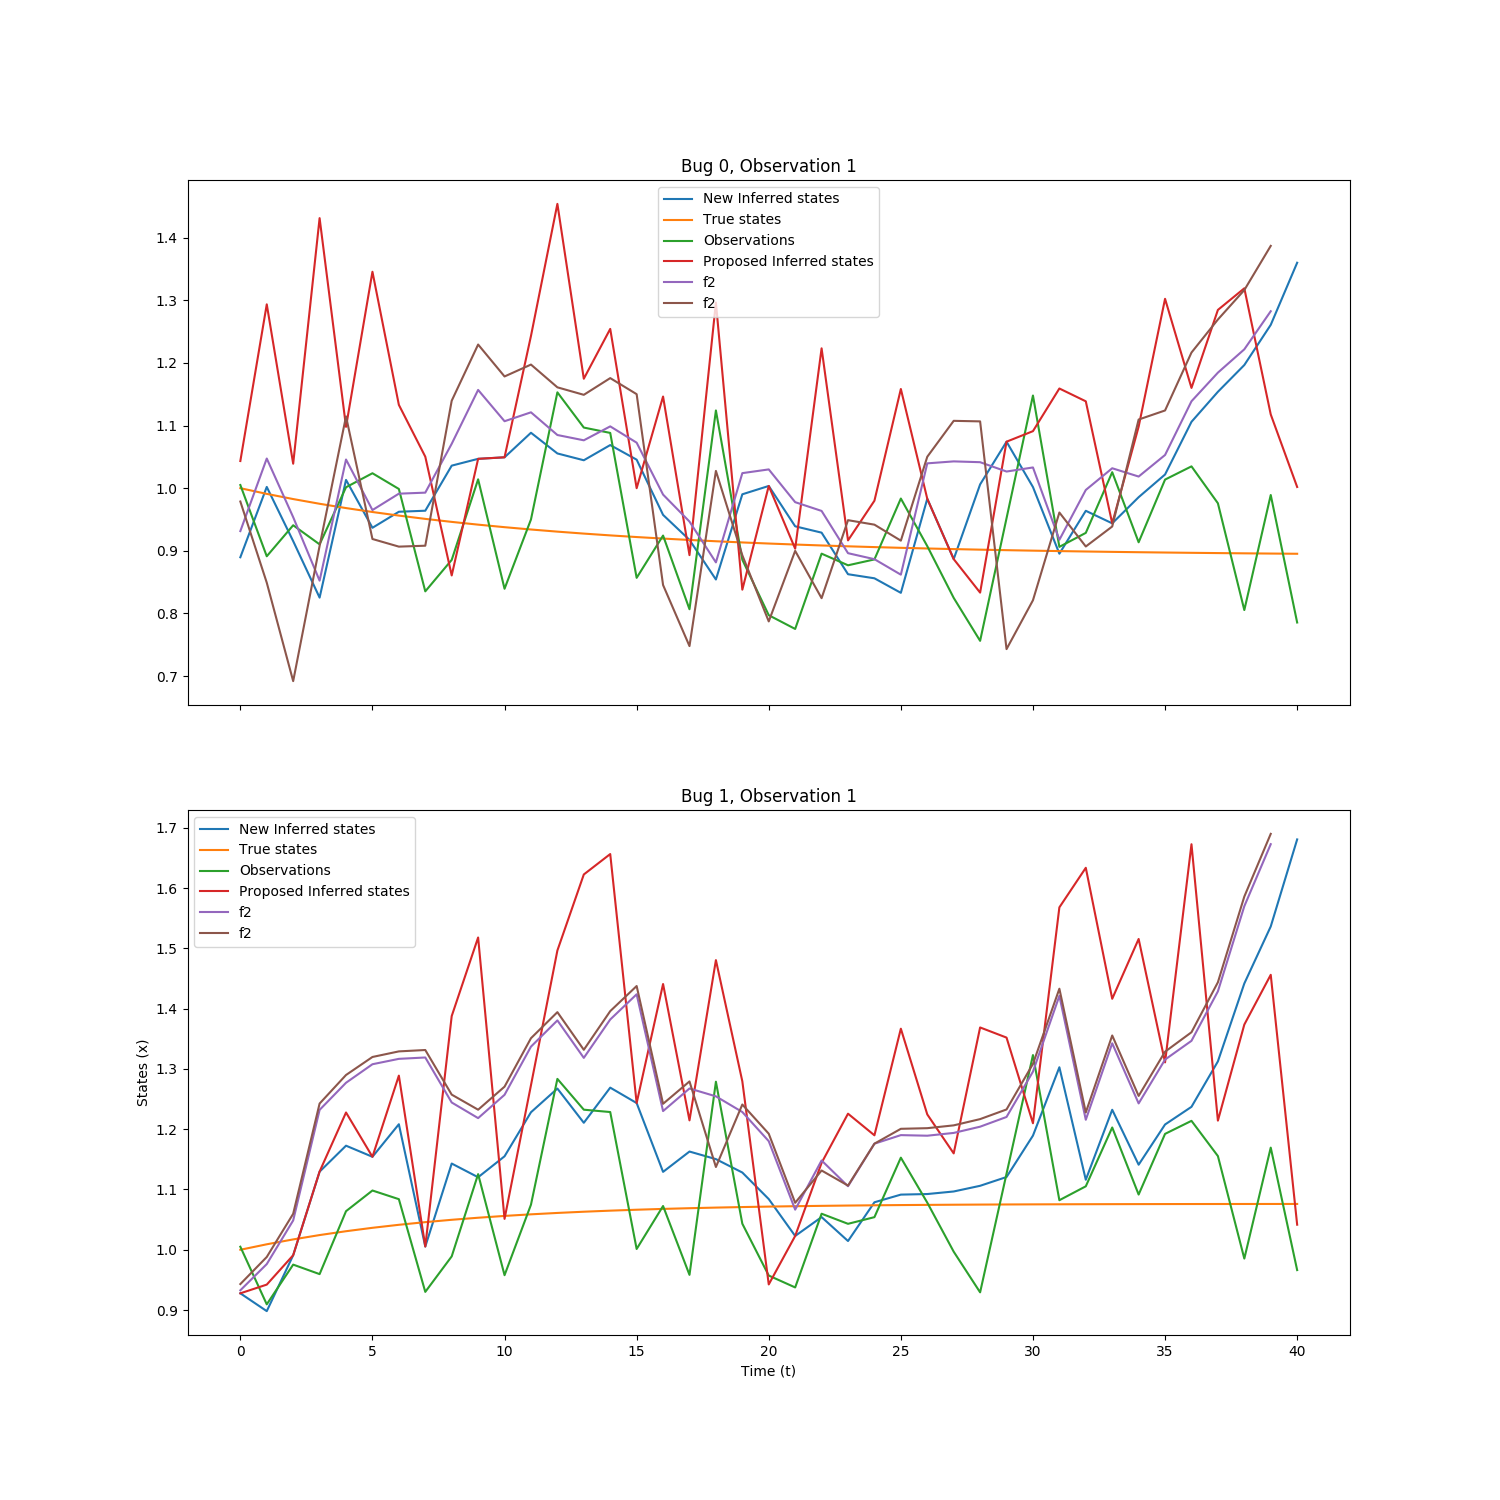 Bug 0, Observation 1
New Inferred states
True states
Observations
Proposed Inferred states
f2
f2
1.4
1.3
1.2
1.1
1.0
0.9
0.8
0.7
Bug 1, Observation 1
New Inferred states
True states
Observations
Proposed Inferred states
f2
f2
1.7
1.6
1.5
1.4
1.3
1.2
1.1
1.0
0.9
States (x)
0 5 10 15 20 25 30 35 40
Time (t)